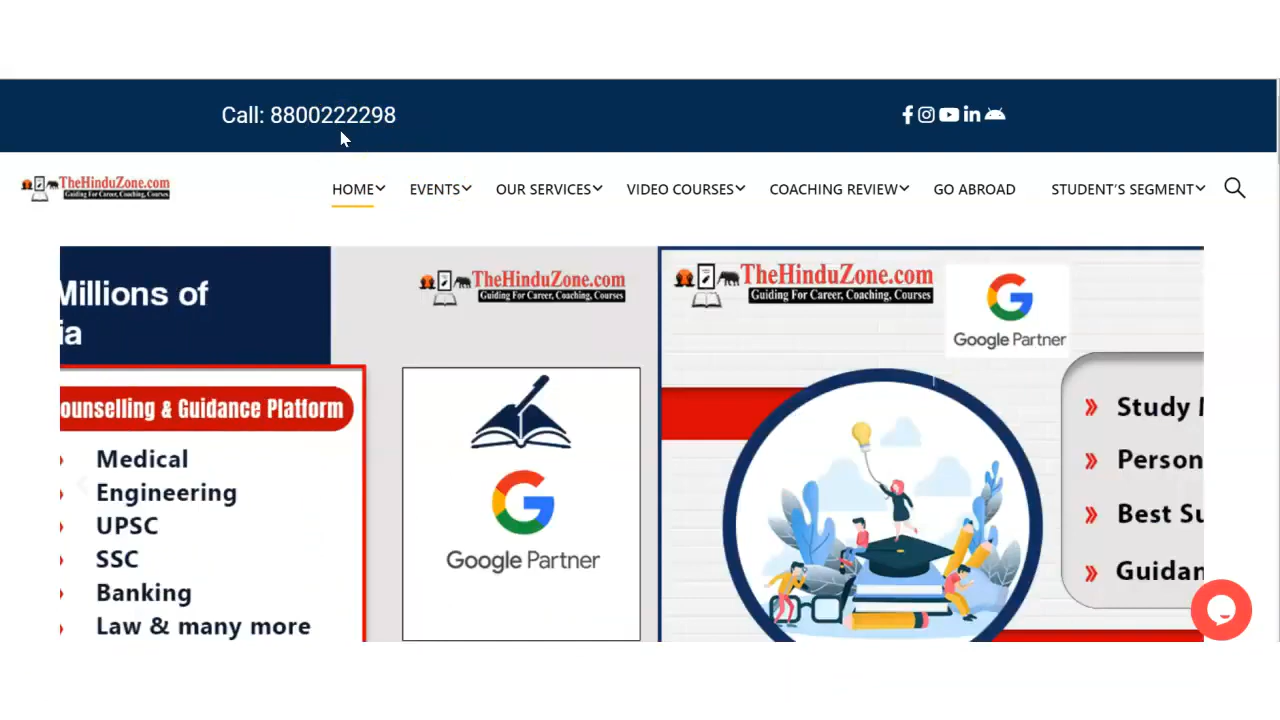 Call: 8800222298
TheHinduZone.com
Guiding For Career, Coaching, Courses
HOME EVENTS OUR SERVICES VIDEO COURSES COACHING REVIEW GO ABROAD STUDENT'S SEGMENT
Millions of
ia
ounselling & Guidance Platform
Medical
Engineering
UPSC
SSC
Banking
Law & many more
TheHinduZone.com
Guiding For Career, Coaching, Courses
Google Partner
TheHinduZone.com
Guiding For Career, Coaching, Courses
Google Partner
Study
Person
Best Su
Guidan